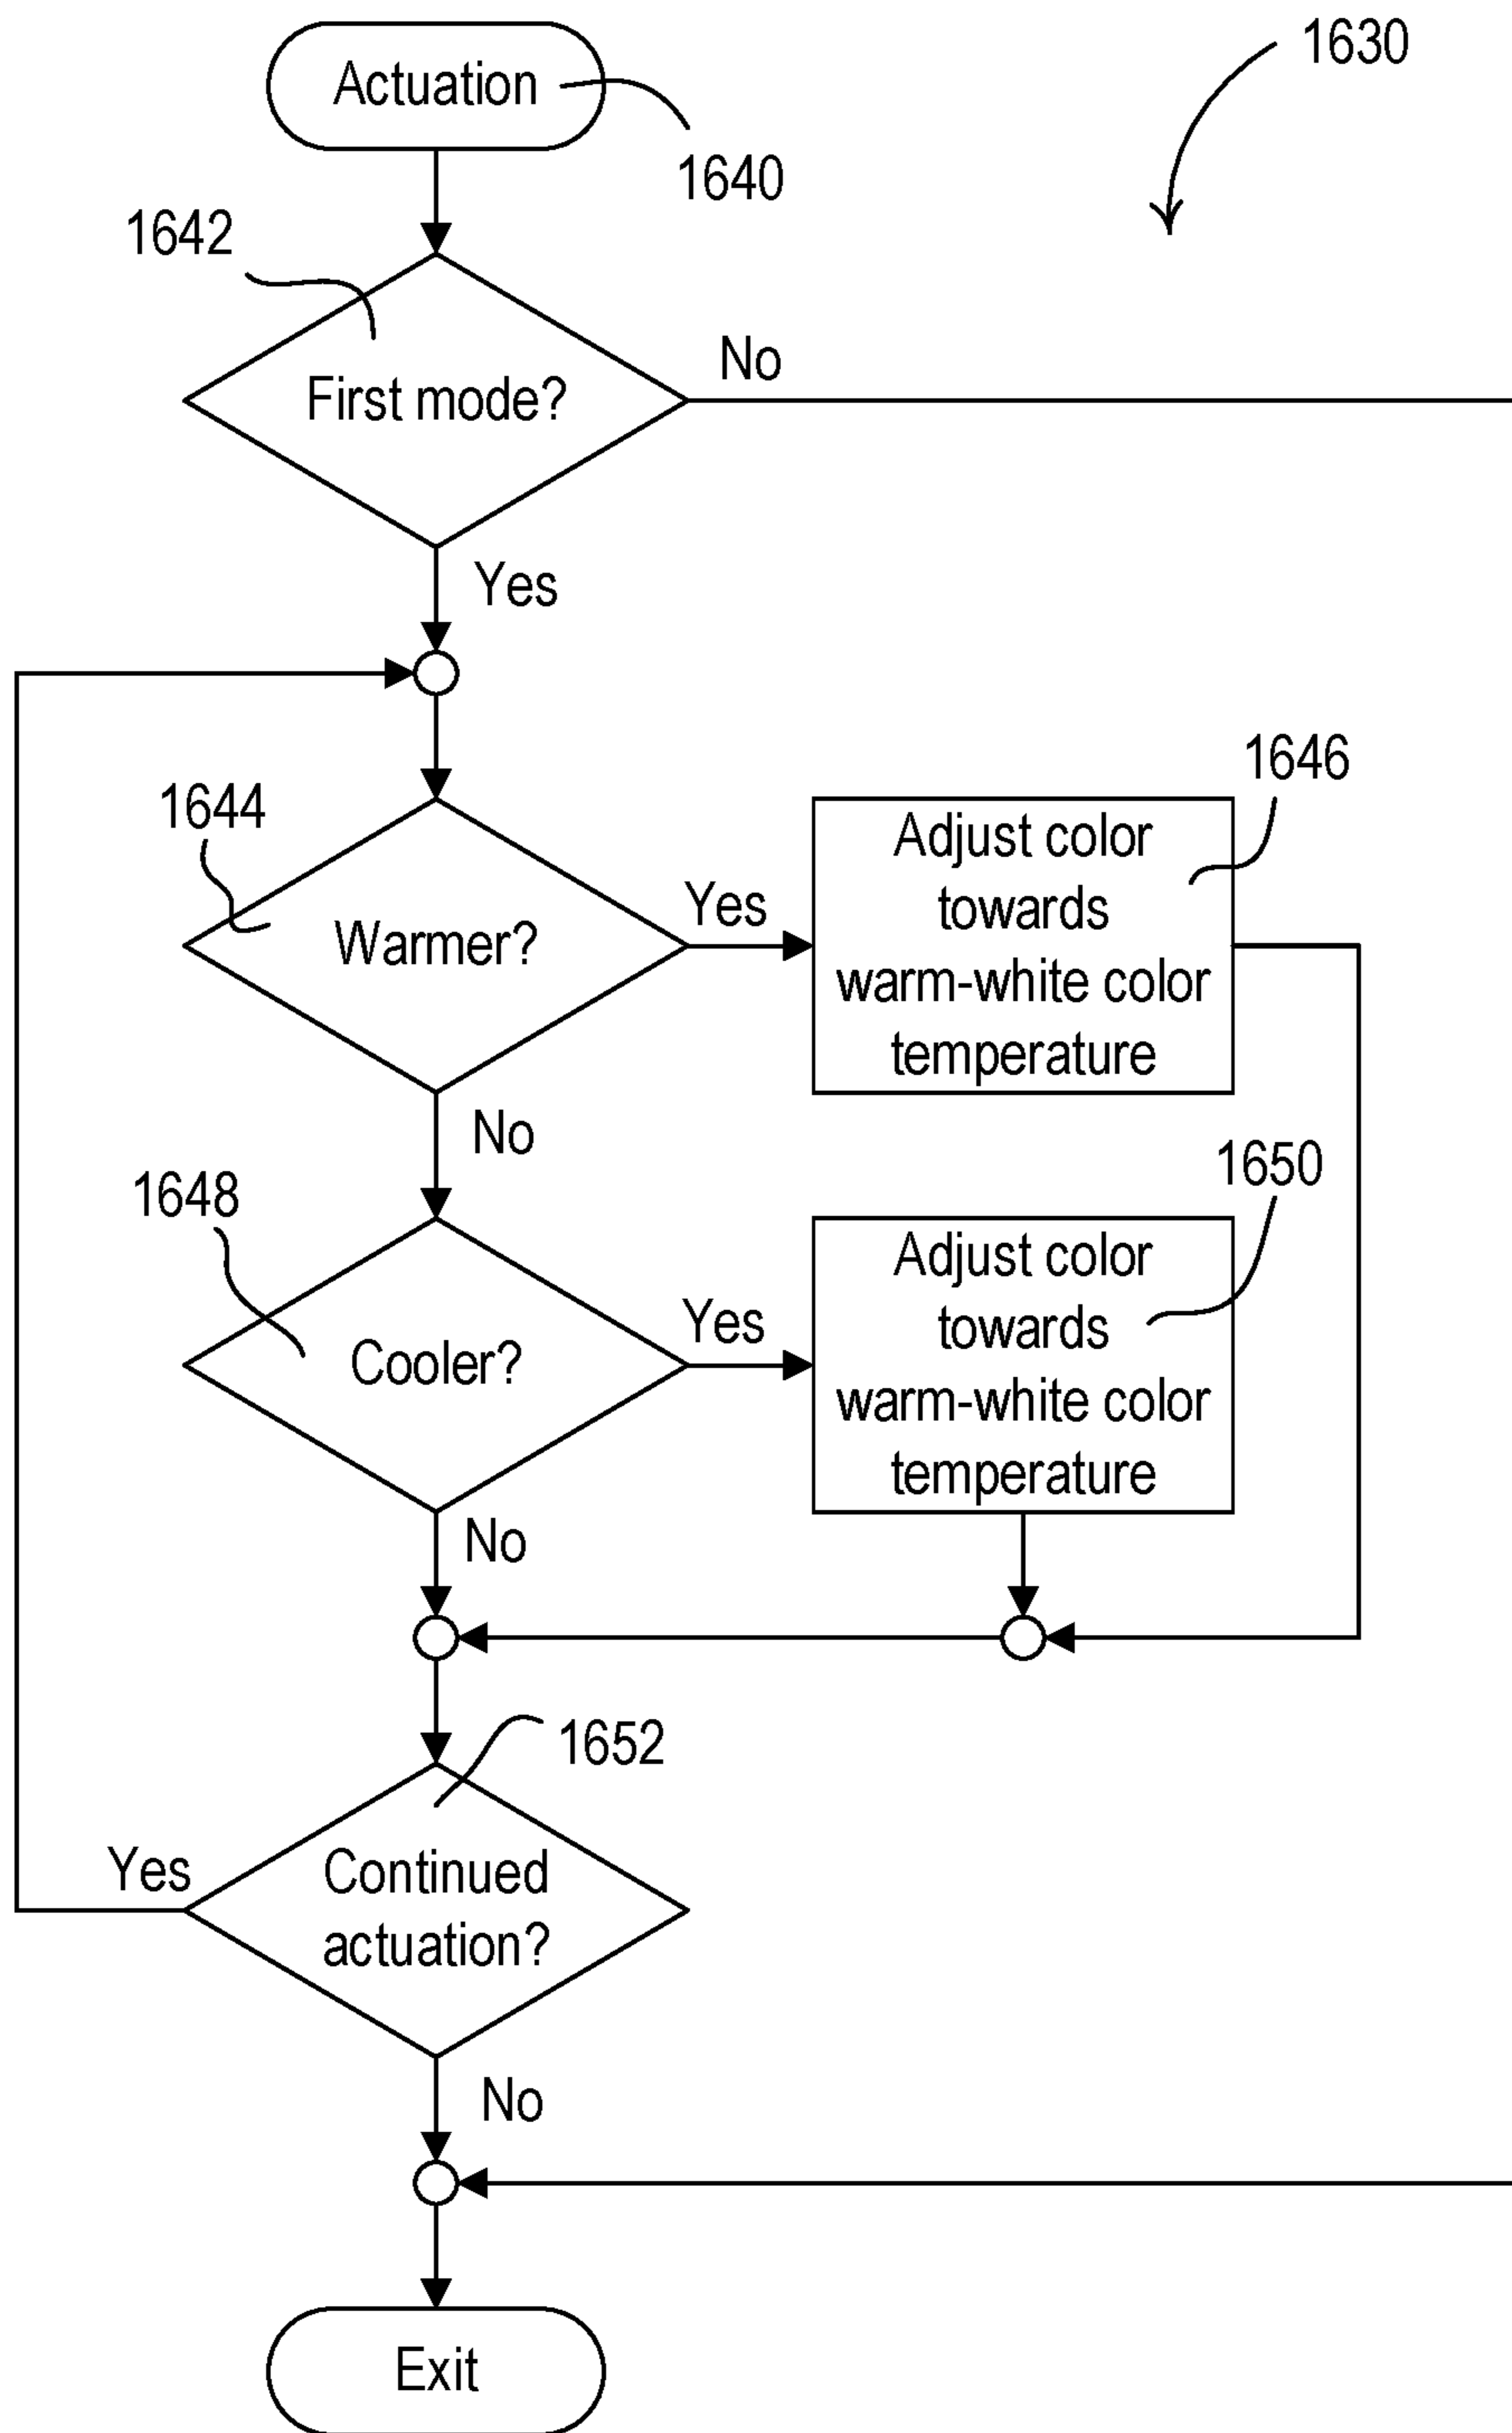 1630
Actuation
1640
1642
First mode?
No
Yes
1644
Warmer?
Yes
1646
Adjust color
towards
warm-white color
temperature
No
1648
Cooler?
Yes
1650
Adjust color
towards
warm-white color
temperature
No
1652
Continued
actuation?
Yes
No
Exit